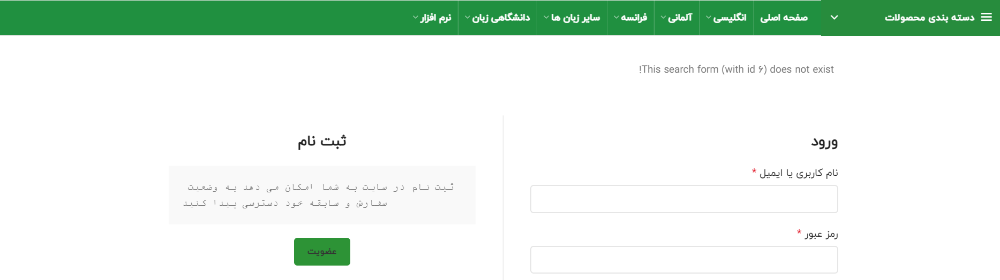 دسته بندی محصولات
صفحه اصلی
انگلیسی
آلمانی
فرانسه
سایر زبان ها
دانشگاهی زبان
نرم افزار
This search form (with id ۶) does not exist!
ورود
نام کاربری یا ایمیل *
رمز عبور *
ثبت نام
ثبت نام در سایت به شما امکان می دهد به وضعیت
سفارش و سابقه خود دسترسی پیدا کنید
عضویت